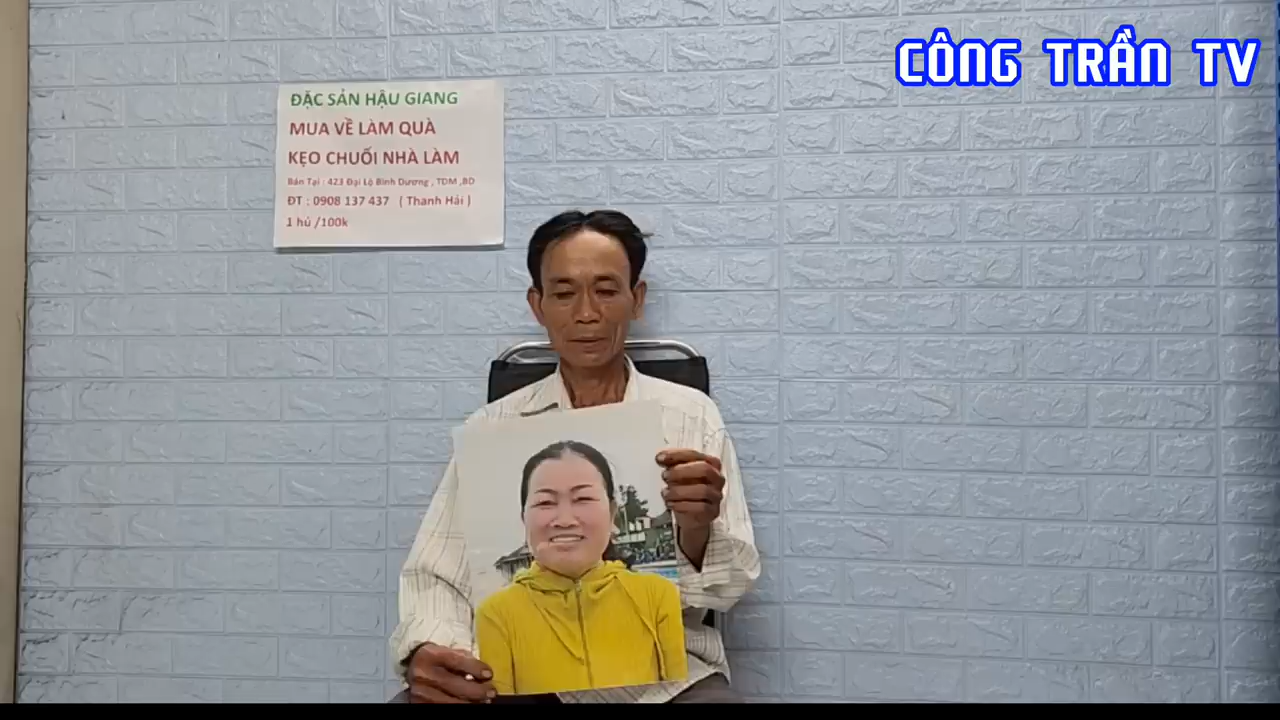 CÔNG TRẦN TV
ĐẶC SẢN HẬU GIANG
MUA VỀ LÀM QUÀ
KẸO CHUỐI NHÀ LÀM
Bán Tại : 423 Đại Lộ Bình Dương , TDM ,BD
ĐT : 0908 137 437 ( Thanh Hải )
1 hủ /100k